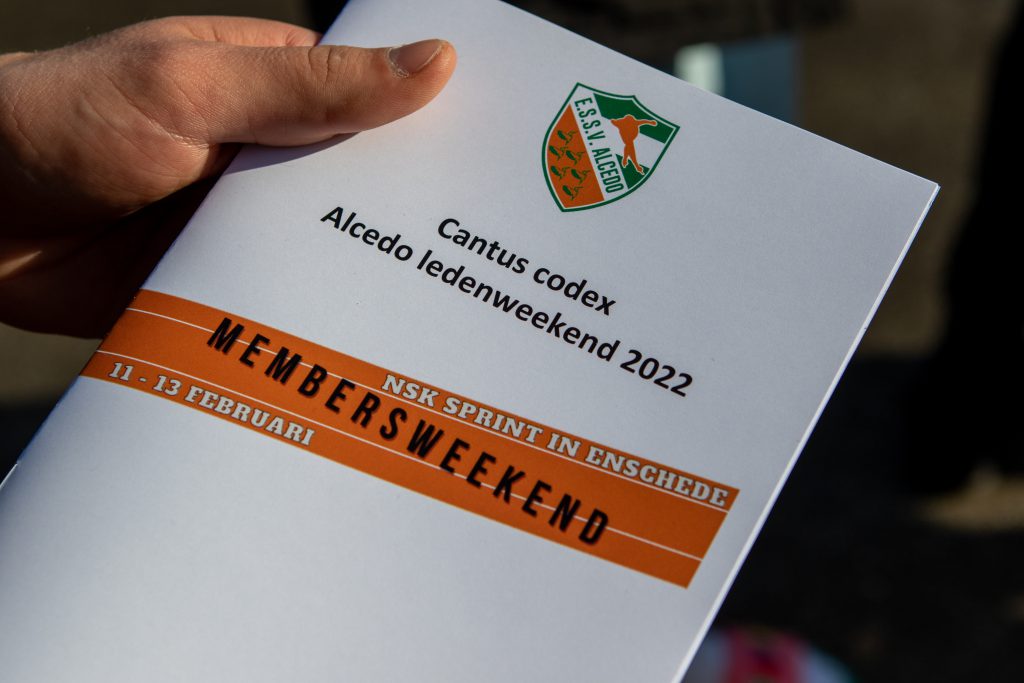 E.S.S.V. ALCEDO
Cantus codex
Alcedo ledenweekend 2022
NSK SPRINT IN ENSCHEDE
MEMBERSWEEKEND
11 - 13 FEBRUARI